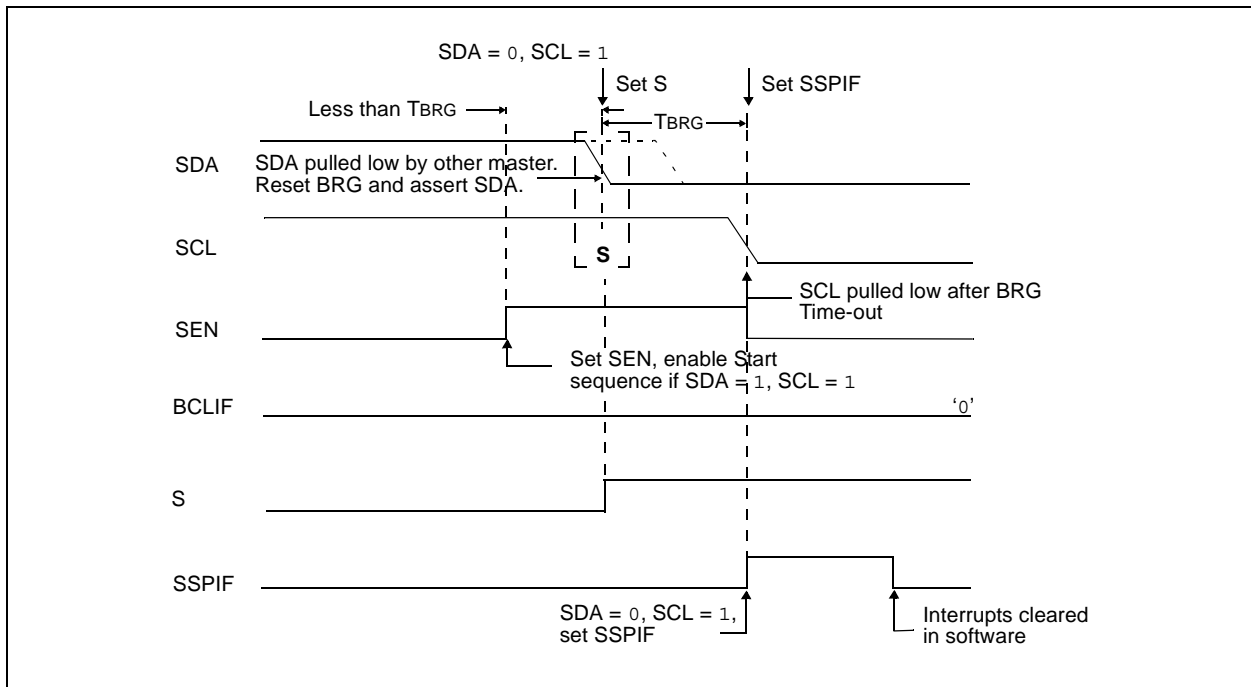 SDA = 0, SCL = 1
Set S
Set SSPIF
Less than TBRG
TBRG
SDA
SDA pulled low by other master.
Reset BRG and assert SDA.
SCL
S
SCL pulled low after BRG
Time-out
SEN
Set SEN, enable Start
sequence if SDA = 1, SCL = 1
BCLIF
‘0’
S
SSPIF
SDA = 0, SCL = 1,
set SSPIF
Interrupts cleared
in software